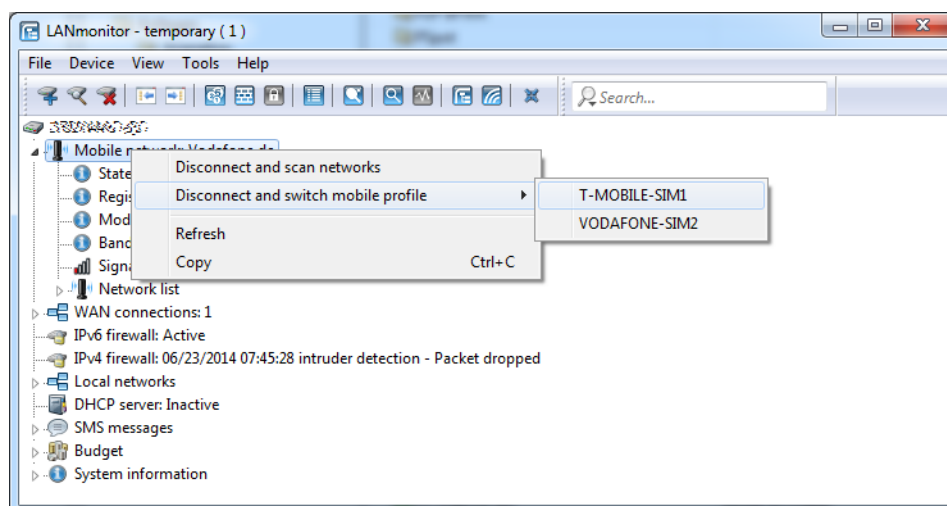 LANmonitor - temporary ( 1 )
File Device View Tools Help
Search...
Mobile network: Vodafone.de
State
Regis
Mod
Band
Signa
Network list
WAN connections: 1
IPv6 firewall: Active
IPv4 firewall: 06/23/2014 07:45:28 intruder detection - Packet dropped
Local networks
DHCP server: Inactive
SMS messages
Budget
System information
Disconnect and scan networks
Disconnect and switch mobile profile
Refresh
Copy Ctrl+C
T-MOBILE-SIM1
VODAFONE-SIM2